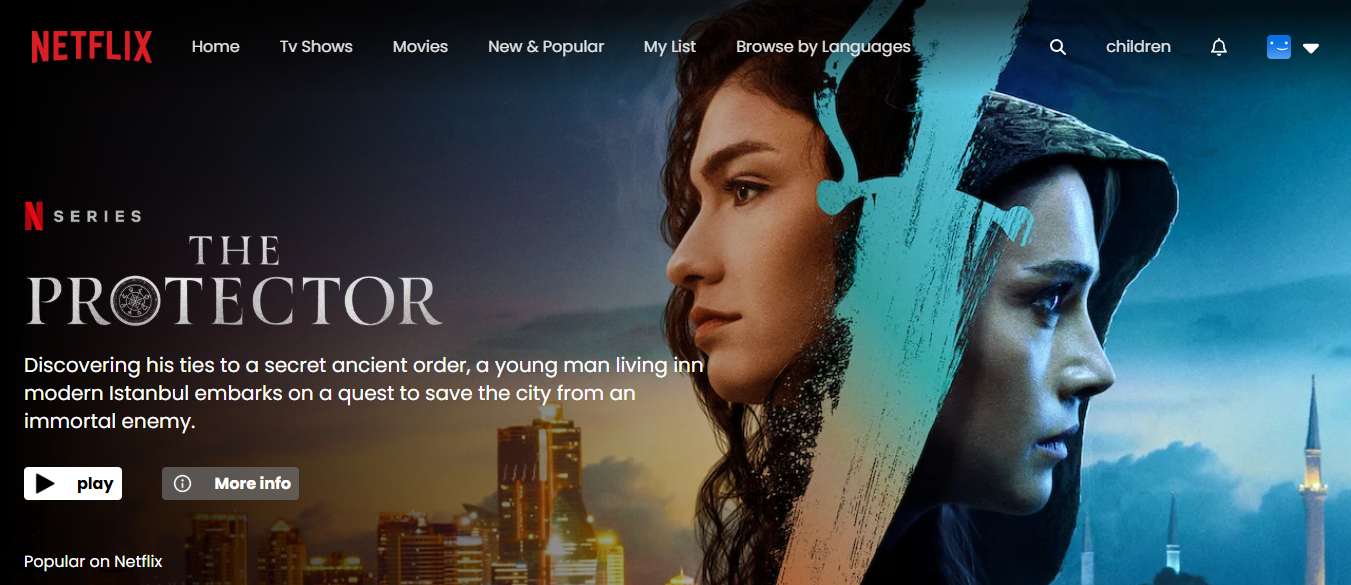 NETFLIX Home Tv Shows Movies New & Popular My List Browse by Languages children
N SERIES
THE
PROTECTOR
Discovering his ties to a secret ancient order, a young man living inn
modern Istanbul embarks on a quest to save the city from an
immortal enemy.
play More info
Popular on Netflix